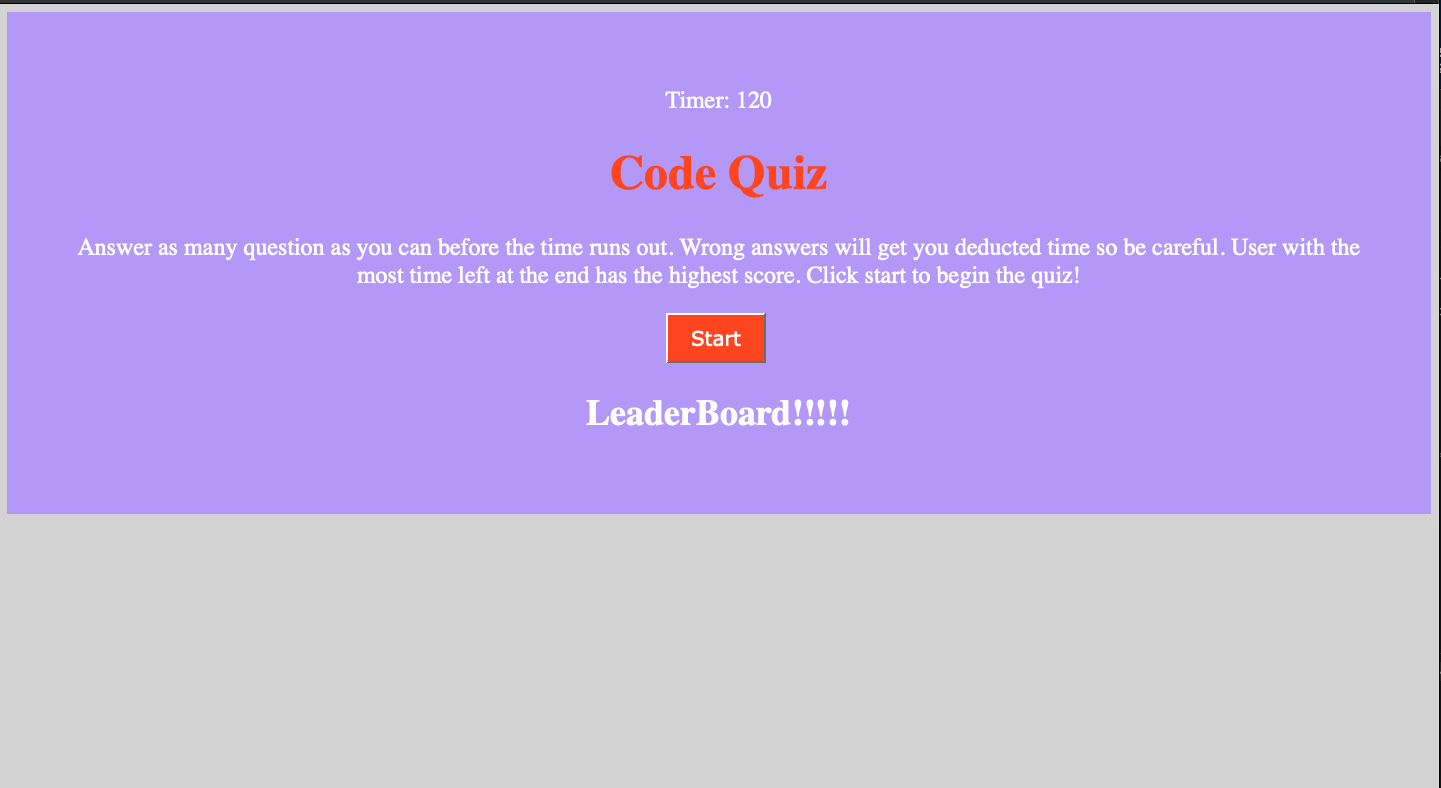 Timer: 120
Code Quiz
Answer as many question as you can before the time runs out. Wrong answers will get you deducted time so be careful. User with the
most time left at the end has the highest score. Click start to begin the quiz!
Start
LeaderBoard!!!!!